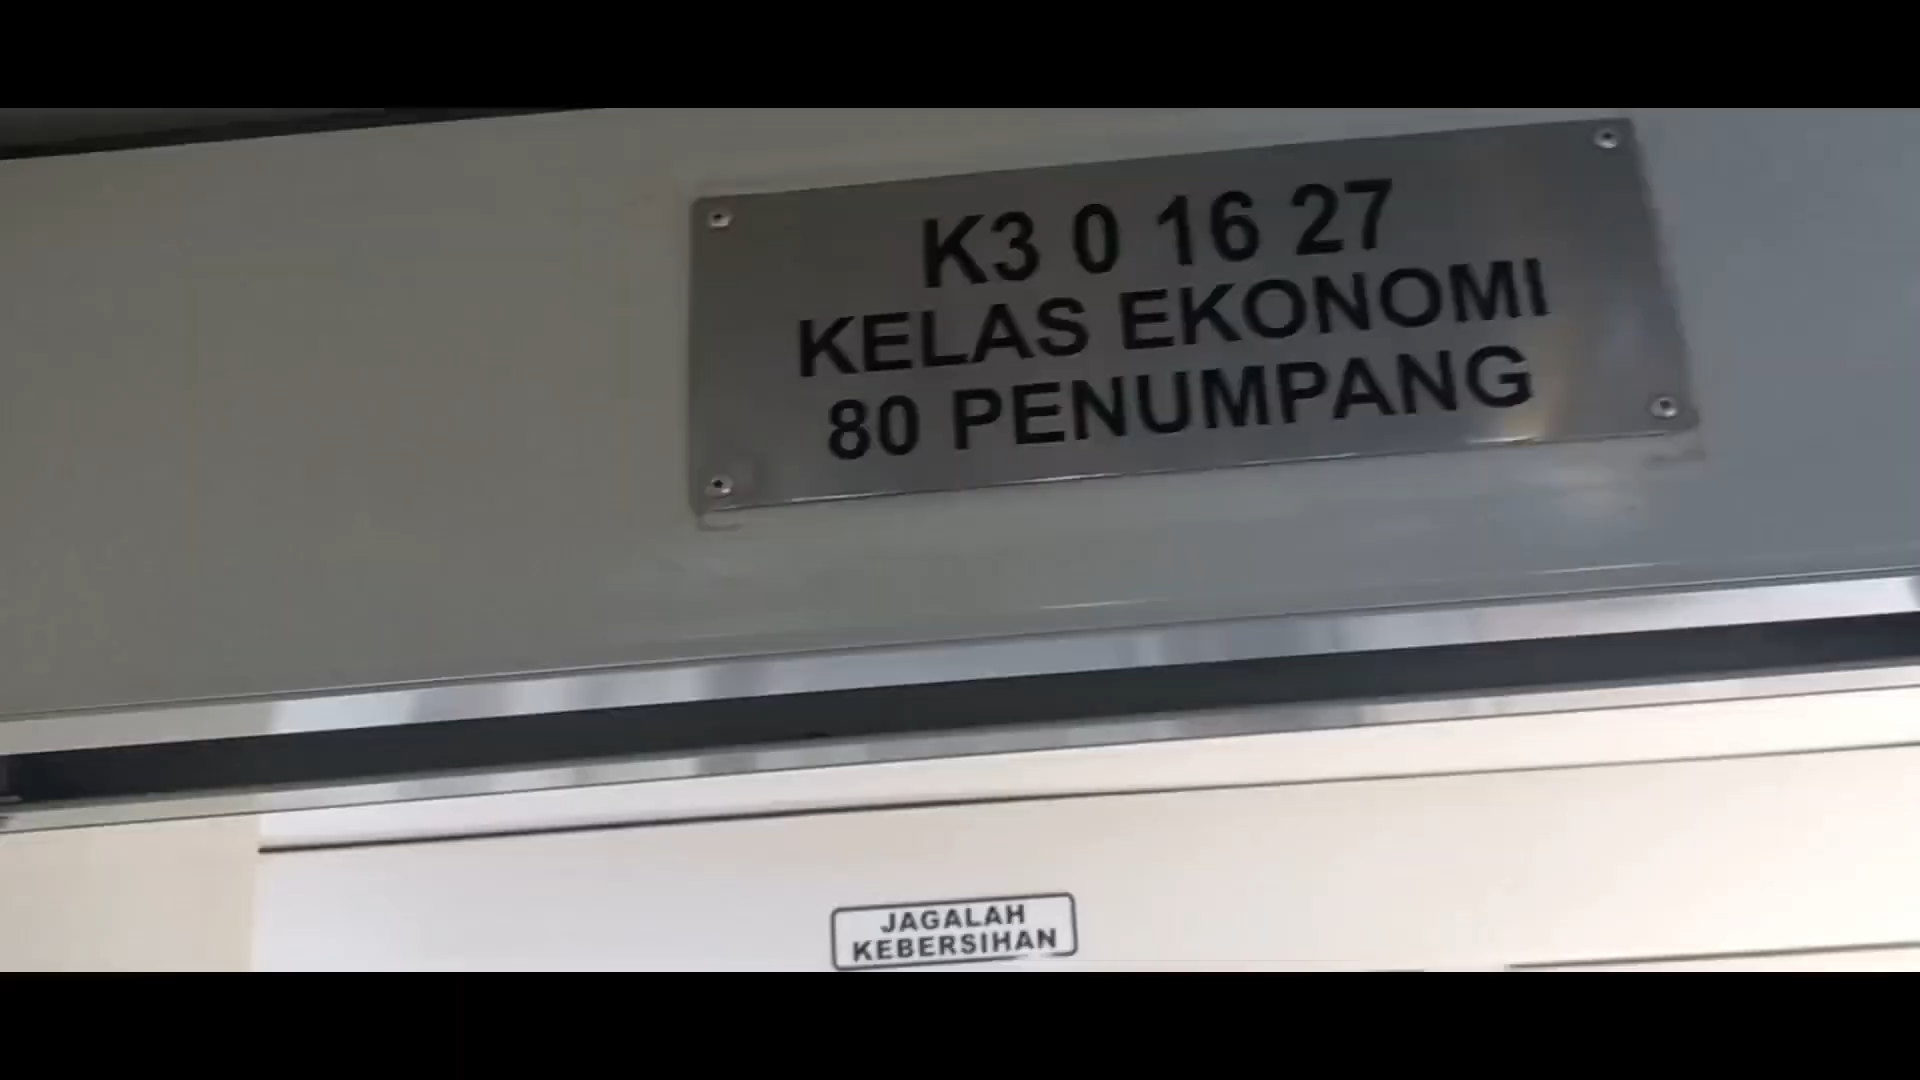 K3 0 16 27
KELAS EKONOMI
80 PENUMPANG
JAGALAH
KEBERSIHAN